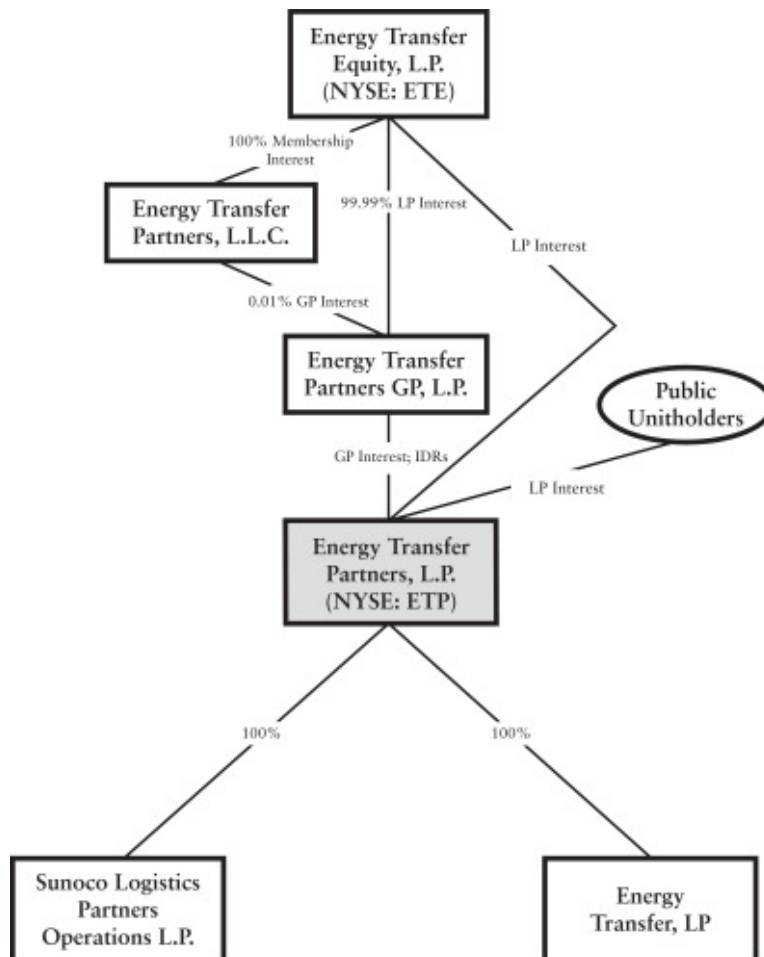 Energy Transfer
Equity, L.P.
(NYSE: ETE)
100% Membership
Interest
Energy Transfer
Partners, L.L.C.
99.99% LP Interest
LP Interest
0.01% GP Interest
Energy Transfer
Partners GP, L.P.
Public
Unitholders
GP Interest; IDRs
LP Interest
Energy Transfer
Partners, L.P.
(NYSE: ETP)
100%
100%
Sunoco Logistics
Partners
Operations L.P.
Energy
Transfer, LP